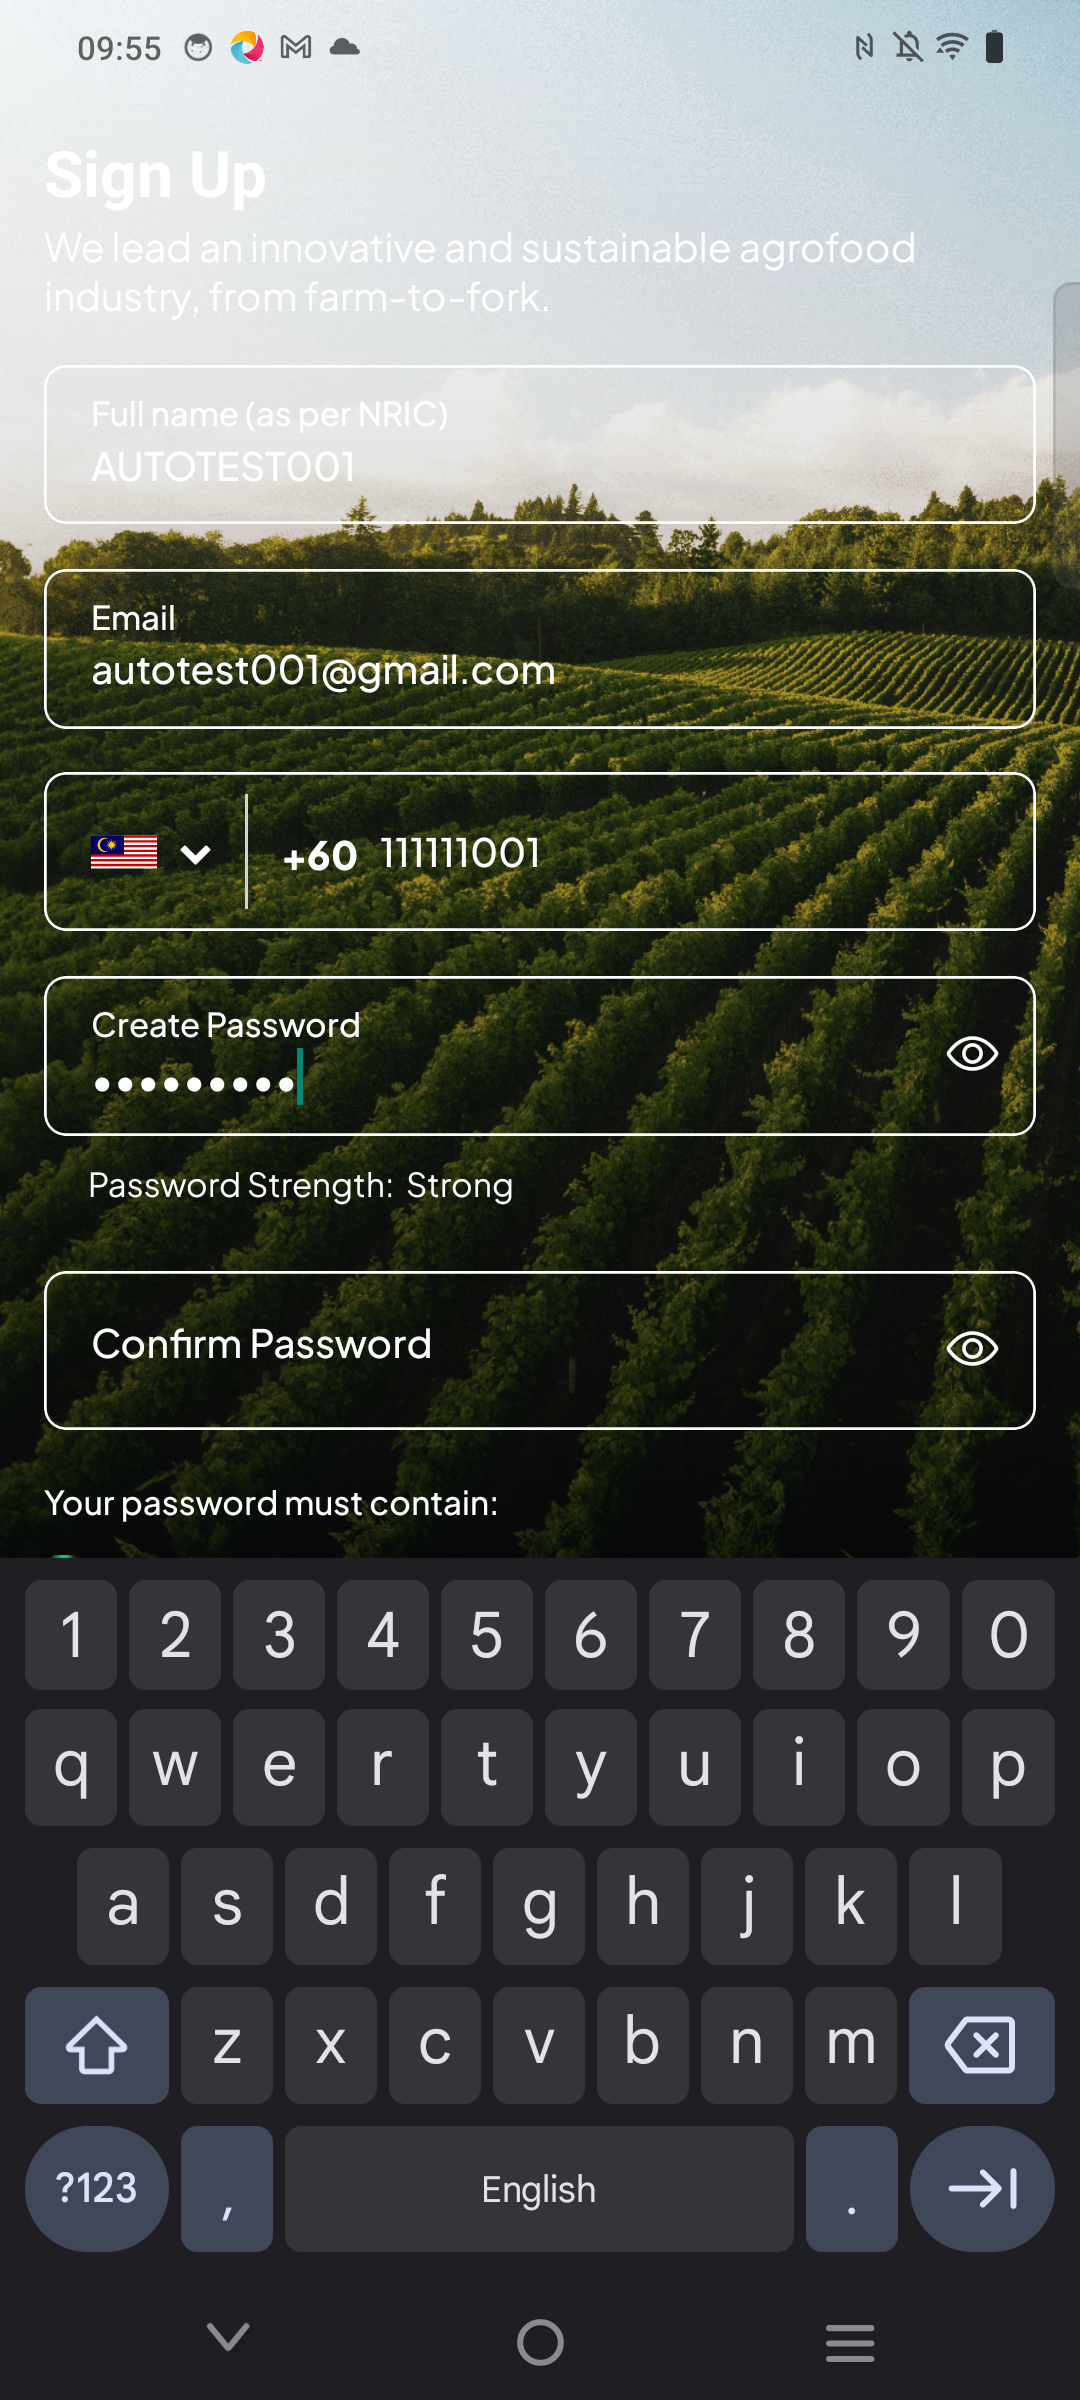 09:55
Sign Up
We lead an innovative and sustainable agrofood
industry, from farm-to-fork.
Full name (as per NRIC)
AUTOTEST001
Email
autotest001@gmail.com
+60 111111001
Create Password
•••••••••
Password Strength: Strong
Confirm Password
Your password must contain:
1 2 3 4 5 6 7 8 9 0
q w e r t y u i o p
a s d f g h j k l
z x c v b n m
?123 , English .